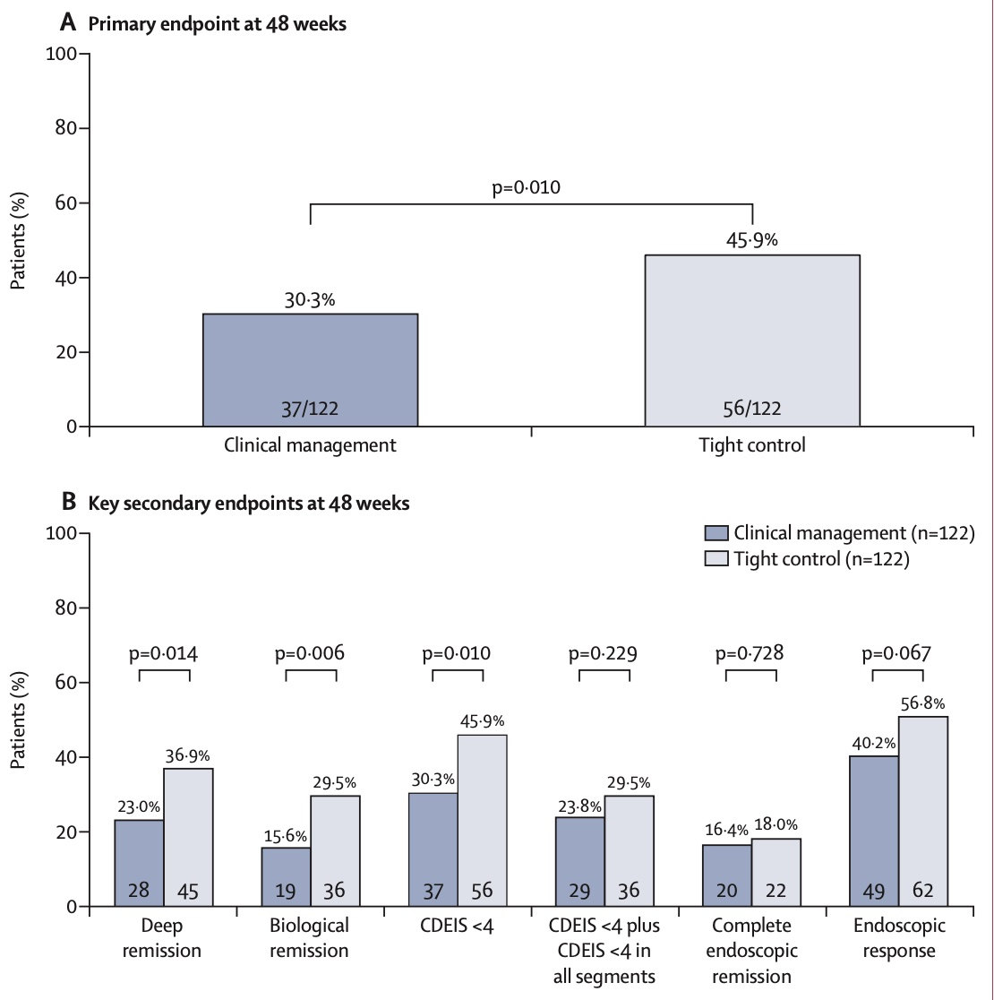 A Primary endpoint at 48 weeks
100
80
60
40
20
0
Patients (%)
p=0·010
30·3%
45·9%
37/122
56/122
Clinical management
Tight control
B Key secondary endpoints at 48 weeks
Clinical management (n=122)
Tight control (n=122)
100
80
60
40
20
0
Patients (%)
p=0·014
p=0·006
p=0·010
p=0·229
p=0·728
p=0·067
23·0%
36·9%
15·6%
29·5%
30·3%
45·9%
23·8%
29·5%
16·4%
18·0%
40·2%
56·8%
28
45
19
36
37
56
29
36
20
22
49
62
Deep
remission
Biological
remission
CDEIS <4
CDEIS <4 plus
CDEIS <4 in
all segments
Complete
endoscopic
remission
Endoscopic
response